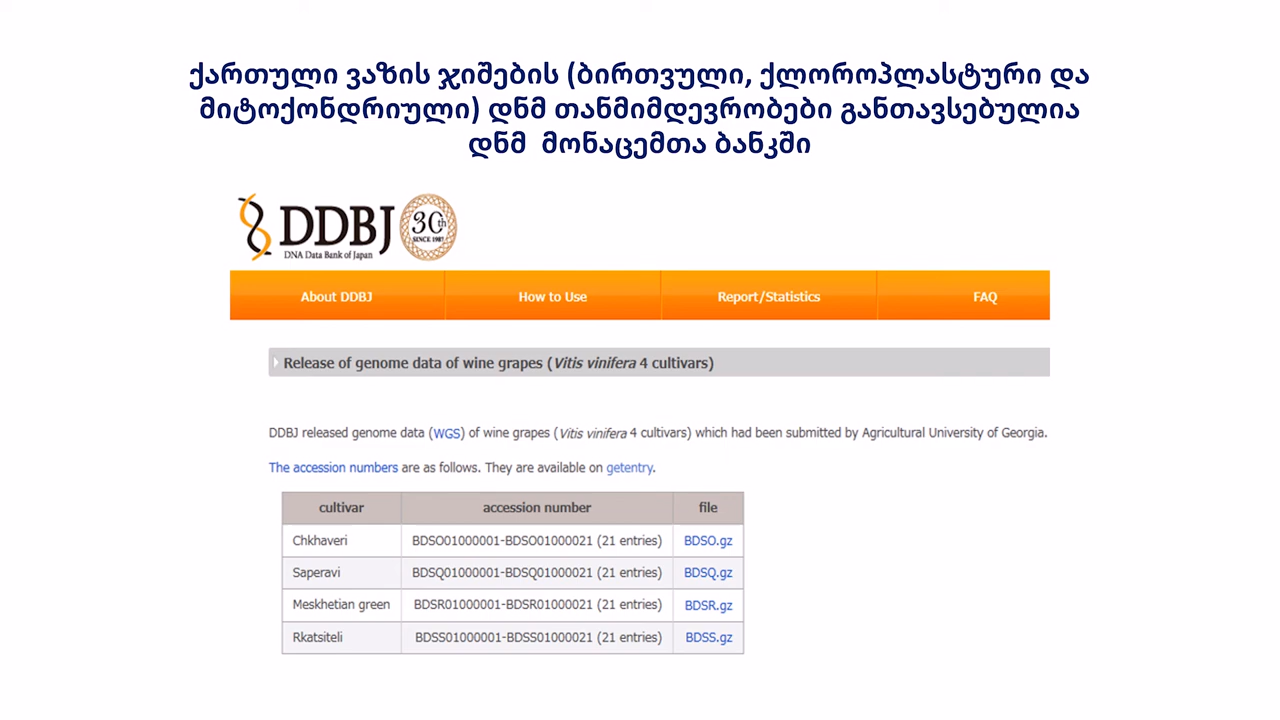 ქართული ვაზის ჯიშების (ბირთვული, ქლოროპლასტური და
მიტოქონდრიული) დნმ თანმიმდევრობები განთავსებულია
დნმ მონაცემთა ბანკში
DDBJ
DNA Data Bank of Japan
30th
SINCE 1987
About DDBJ How to Use Report/Statistics FAQ
Release of genome data of wine grapes (Vitis vinifera 4 cultivars)
DDBJ released genome data (WGS) of wine grapes (Vitis vinifera 4 cultivars) which had been submitted by Agricultural University of Georgia.
The accession numbers are as follows. They are available on getentry.
cultivar accession number file
Chkhaveri BDSO01000001-BDSO01000021 (21 entries) BDSO.gz
Saperavi BDSQ01000001-BDSQ01000021 (21 entries) BDSQ.gz
Meskhetian green BDSR01000001-BDSR01000021 (21 entries) BDSR.gz
Rkatsiteli BDSS01000001-BDSS01000021 (21 entries) BDSS.gz